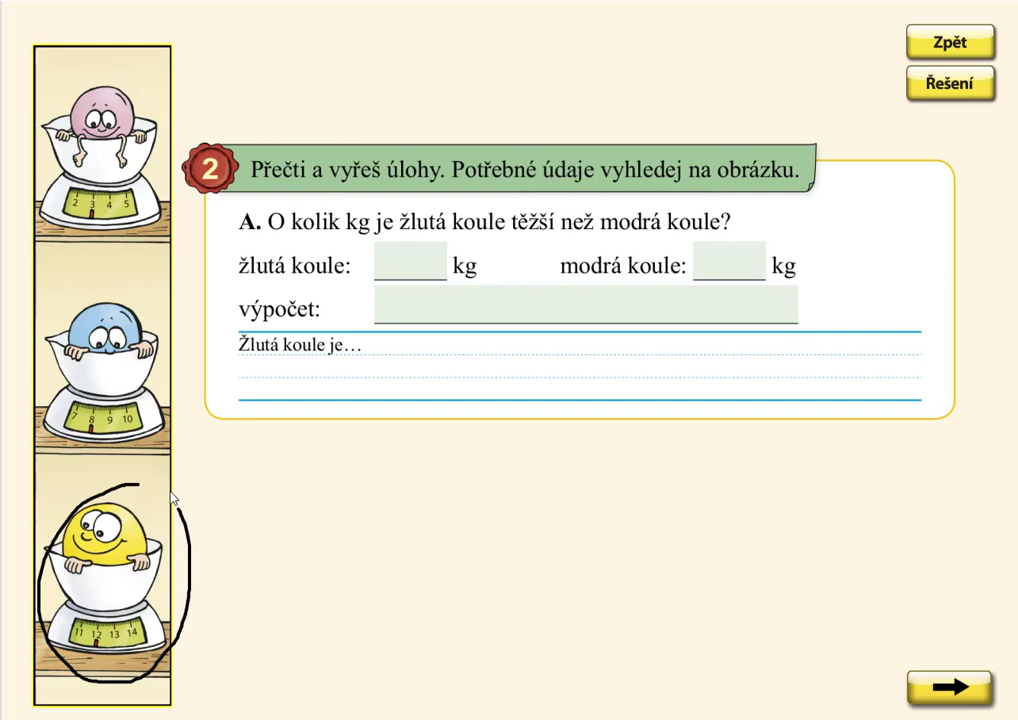 Zpět
Řešení
2 3 4 5
2 Přečti a vyřeš úlohy. Potřebné údaje vyhledej na obrázku.
A. O kolik kg je žlutá koule těžší než modrá koule?
žlutá koule: kg modrá koule: kg
výpočet:
Žlutá koule je…
7 8 9 10
11 12 13 14